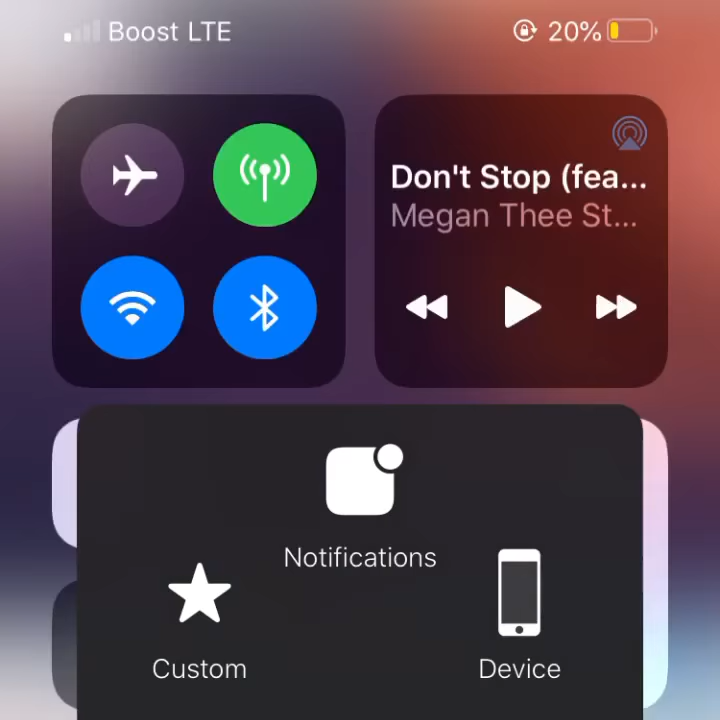 Boost LTE
20%
Don't Stop (fea...
Megan Thee St...
Notifications
Custom
Device